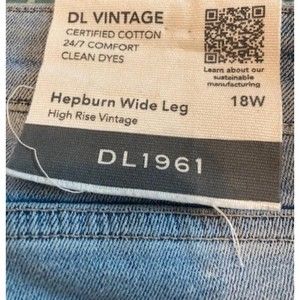 DL VINTAGE
CERTIFIED COTTON
24/7 COMFORT
CLEAN DYES
Learn about our
sustainable
manufacturing
Hepburn Wide Leg
18W
High Rise Vintage
DL1961